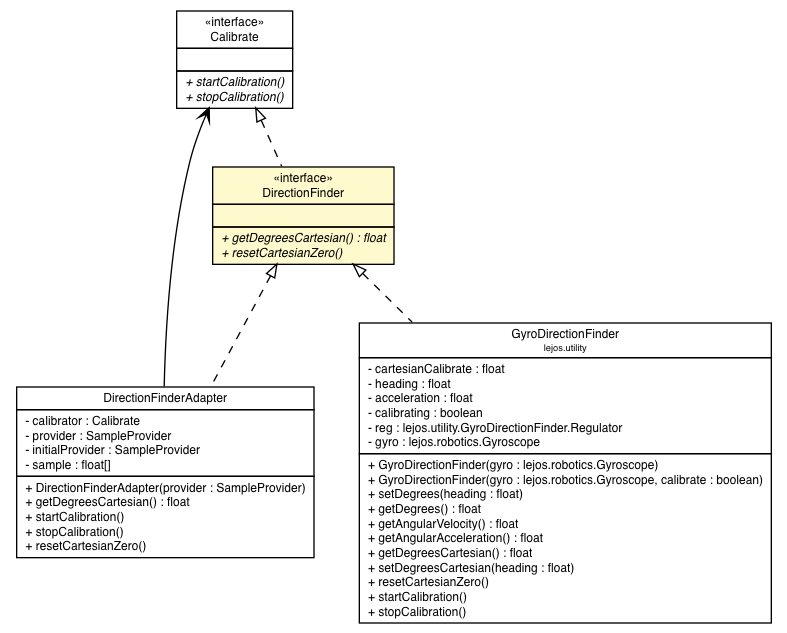 «interface»
Calibrate
+ startCalibration()
+ stopCalibration()
«interface»
DirectionFinder
+ getDegreesCartesian() : float
+ resetCartesianZero()
DirectionFinderAdapter
- calibrator : Calibrate
- provider : SampleProvider
- initialProvider : SampleProvider
- sample : float[]
+ DirectionFinderAdapter(provider : SampleProvider)
+ getDegreesCartesian() : float
+ startCalibration()
+ stopCalibration()
+ resetCartesianZero()
GyroDirectionFinder
lejos.utility
- cartesianCalibrate : float
- heading : float
- acceleration : float
- calibrating : boolean
- reg : lejos.utility.GyroDirectionFinder.Regulator
- gyro : lejos.robotics.Gyroscope
+ GyroDirectionFinder(gyro : lejos.robotics.Gyroscope)
+ GyroDirectionFinder(gyro : lejos.robotics.Gyroscope, calibrate : boolean)
+ setDegrees(heading : float)
+ getDegrees() : float
+ getAngularVelocity() : float
+ getAngularAcceleration() : float
+ getDegreesCartesian() : float
+ setDegreesCartesian(heading : float)
+ resetCartesianZero()
+ startCalibration()
+ stopCalibration()